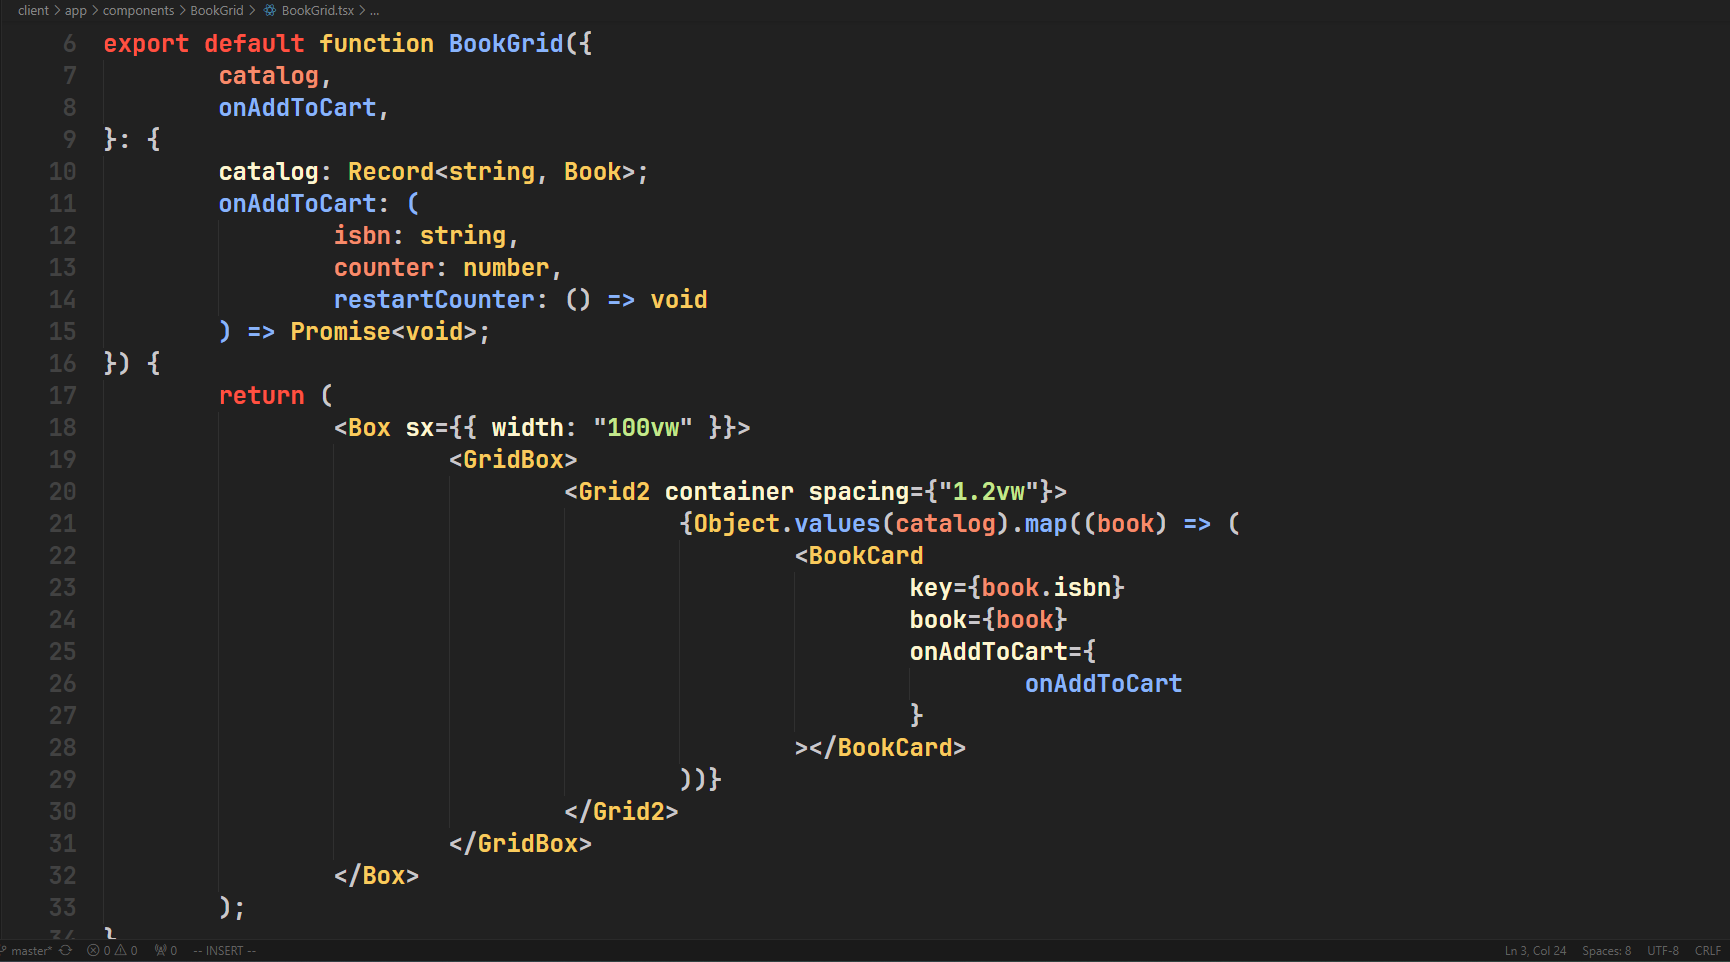 client > app > components > BookGrid > BookGrid.tsx > ...
6 export default function BookGrid({
7 catalog,
8 onAddToCart,
9 }: {
10 catalog: Record<string, Book>;
11 onAddToCart: (
12 isbn: string,
13 counter: number,
14 restartCounter: () => void
15 ) => Promise<void>;
16 }) {
17 return (
18 <Box sx={{ width: "100vw" }}>
19 <GridBox>
20 <Grid2 container spacing={"1.2vw"}>
21 {Object.values(catalog).map((book) => (
22 <BookCard
23 key={book.isbn}
24 book={book}
25 onAddToCart={
26 onAddToCart
27 }
28 ></BookCard>
29 ))}
30 </Grid2>
31 </GridBox>
32 </Box>
33 );
34 }
master* 0 0 0 -- INSERT -- Ln 3, Col 24 Spaces: 8 UTF-8 CRLF